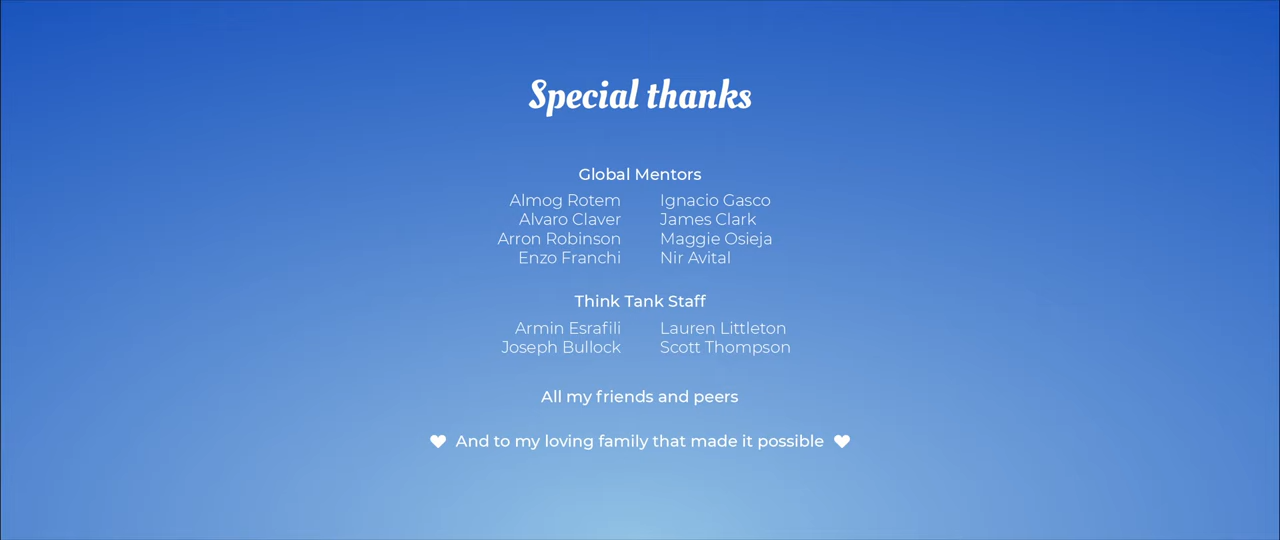 Special thanks
Global Mentors
Almog Rotem Ignacio Gasco
Alvaro Claver James Clark
Arron Robinson Maggie Osieja
Enzo Franchi Nir Avital
Think Tank Staff
Armin Esrafili Lauren Littleton
Joseph Bullock Scott Thompson
All my friends and peers
And to my loving family that made it possible